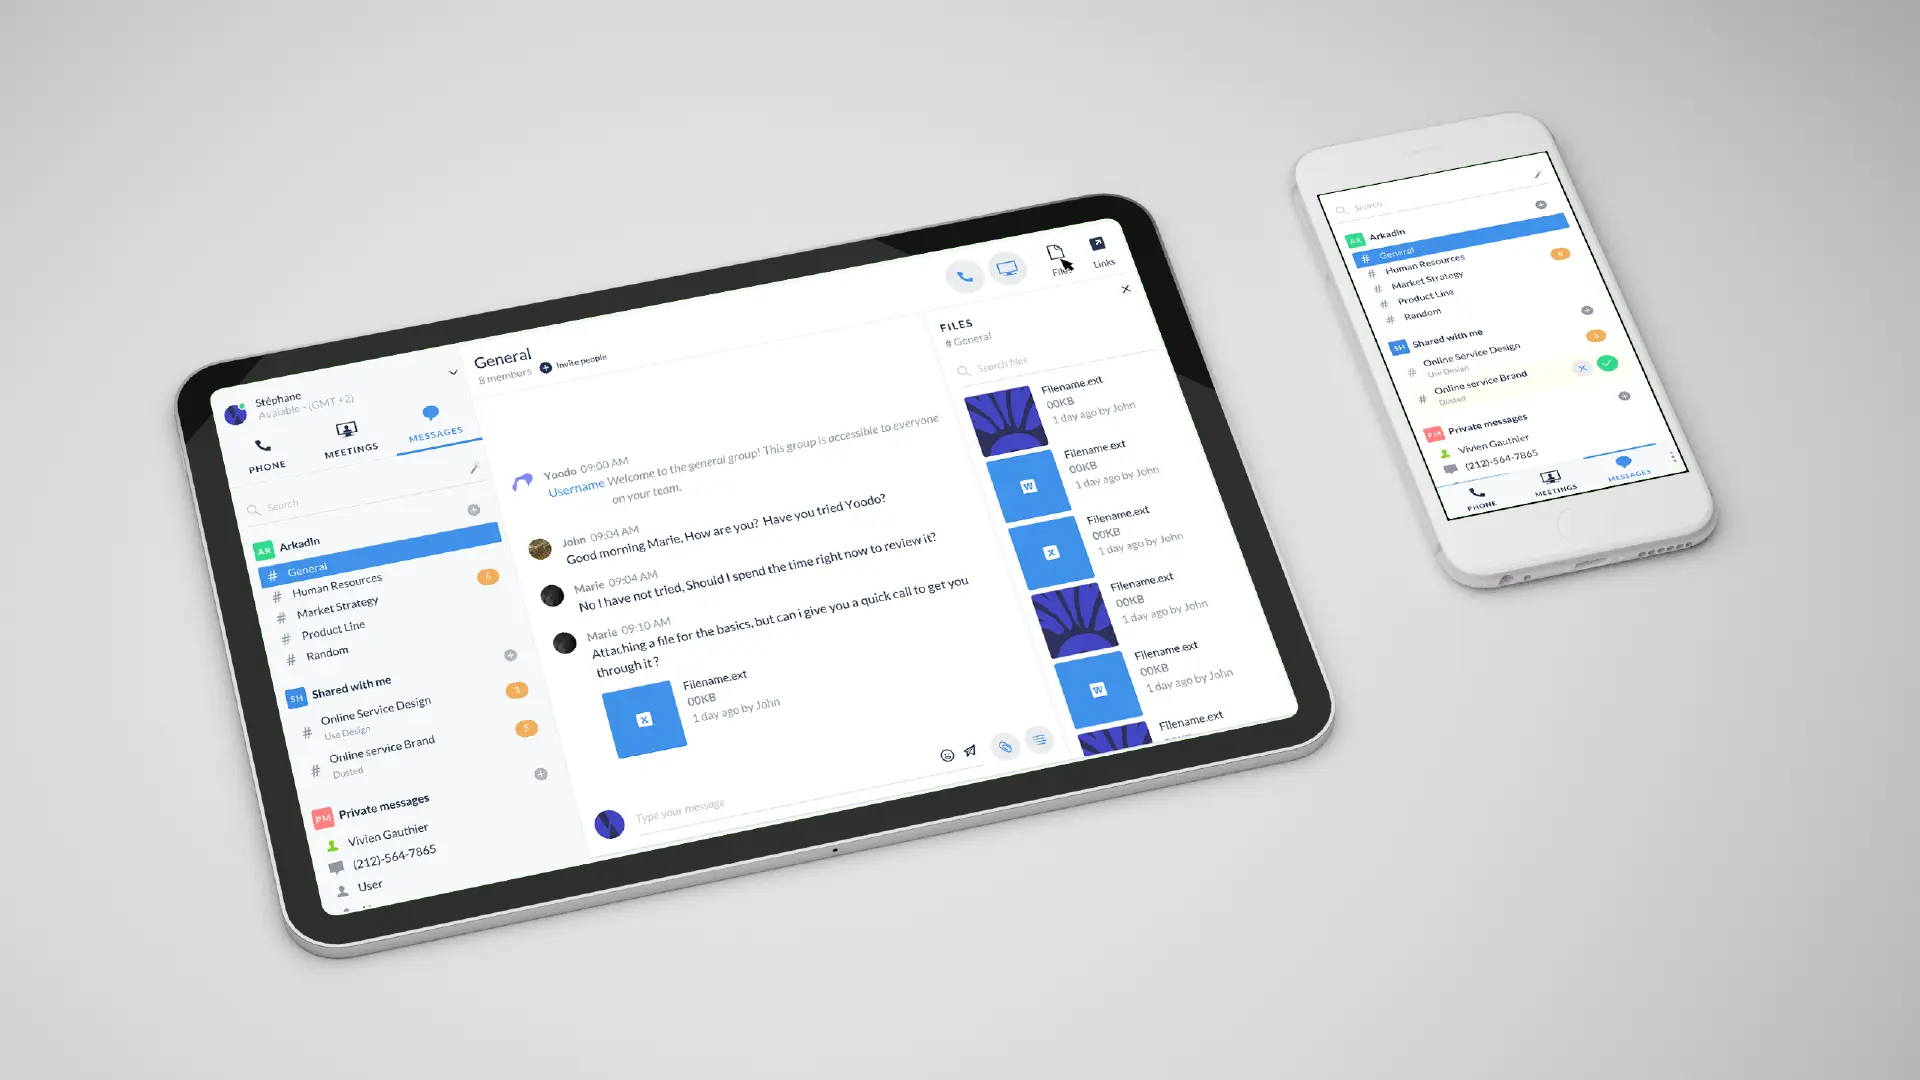 Stéphane
Avaiable - (GMT +2)
PHONE
MEETINGS
MESSAGES
Search
AR
ArkadIn
# General
# Human Resources
6
# Market Strategy
# Product Line
# Random
SH
Shared with me
# Online Service Design
Use Design
3
# Online service Brand
Dusted
5
PM
Private messages
Vivien Gauthier
(212)-564-7865
User
General
8 members
Invite people
Yoodo 09:00 AM
Username Welcome to the general group! This group is accessible to everyone
on your team.
John 09:04 AM
Good morning Marie, How are you? Have you tried Yoodo?
Marie 09:04 AM
No I have not tried, Should I spend the time right now to review it?
Marie 09:10 AM
Attaching a file for the basics, but can i give you a quick call to get you
through it ?
X
Filename.ext
00KB
1 day ago by John
Type your message
Files
Links
FILES
# General
Search files
Filename.ext
00KB
1 day ago by John
W
Filename.ext
00KB
1 day ago by John
X
Filename.ext
00KB
1 day ago by John
Filename.ext
00KB
1 day ago by John
W
Filename.ext
00KB
1 day ago by John
Filename.ext
Search
AR
ArkadIn
# General
# Human Resources
6
# Market Strategy
# Product Line
# Random
SH
Shared with me
# Online Service Design
Use Design
3
# Online service Brand
Dusted
PM
Private messages
Vivien Gauthier
(212)-564-7865
PHONE
MEETINGS
MESSAGES